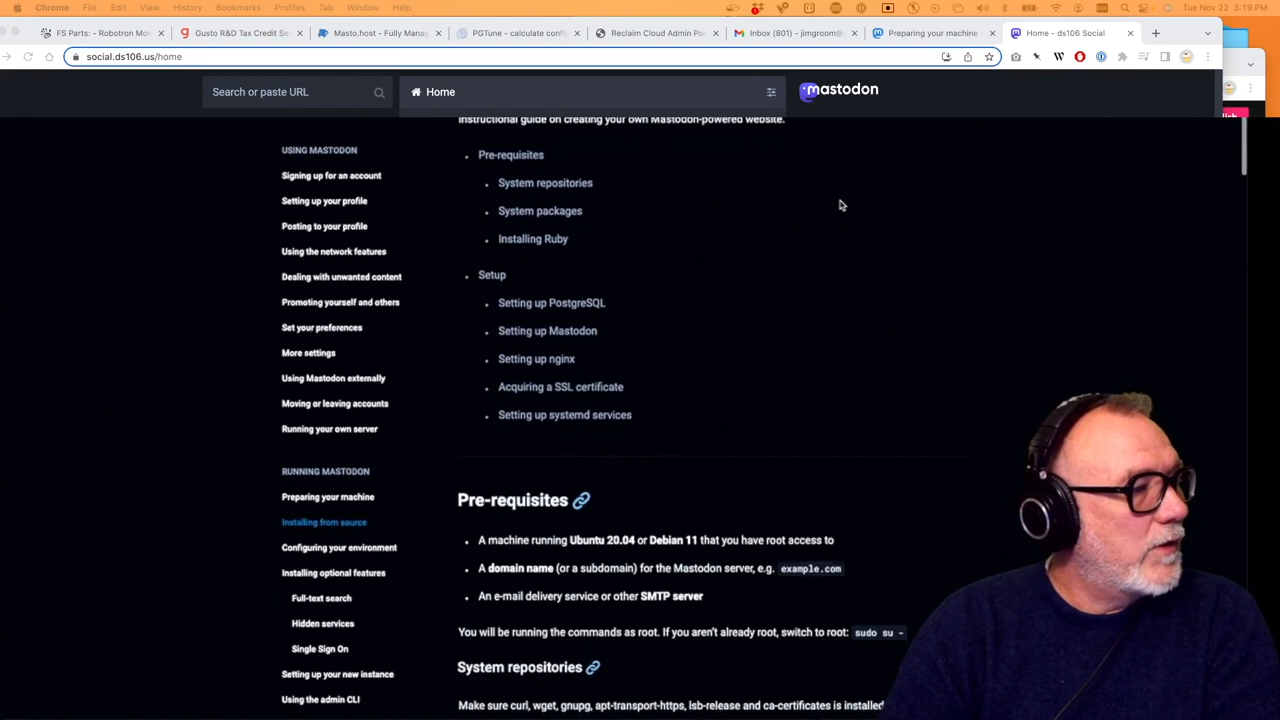 Chrome File Edit View History Bookmarks Profiles Tab Window Help Tue Nov 22 3:19 PM
FS Parts: - Robotron Mon
Gusto R&D Tax Credit Se
Masto.host - Fully Manag
PGTune - calculate config
Reclaim Cloud Admin Pa
Inbox (801) - jimgroom@
Preparing your machine
Home - ds106 Social
social.ds106.us/home
Search or paste URL
Home
mastodon
Instructional guide on creating your own Mastodon-powered website.
USING MASTODON
Signing up for an account
Setting up your profile
Posting to your profile
Using the network features
Dealing with unwanted content
Promoting yourself and others
Set your preferences
More settings
Using Mastodon externally
Moving or leaving accounts
Running your own server
RUNNING MASTODON
Preparing your machine
Installing from source
Configuring your environment
Installing optional features
Full-text search
Hidden services
Single Sign On
Setting up your new instance
Using the admin CLI
Pre-requisites
System repositories
System packages
Installing Ruby
Setup
Setting up PostgreSQL
Setting up Mastodon
Setting up nginx
Acquiring a SSL certificate
Setting up systemd services
Pre-requisites
A machine running Ubuntu 20.04 or Debian 11 that you have root access to
A domain name (or a subdomain) for the Mastodon server, e.g. example.com
An e-mail delivery service or other SMTP server
You will be running the commands as root. If you aren't already root, switch to root: sudo su -
System repositories
Make sure curl, wget, gnupg, apt-transport-https, lsb-release and ca-certificates is installed